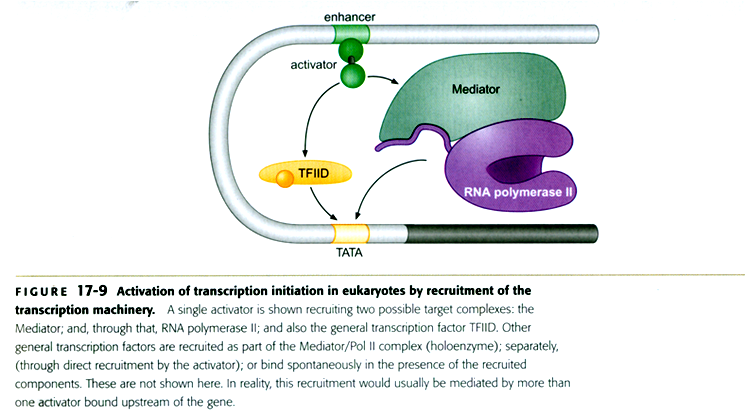 enhancer
activator
Mediator
TFIID
RNA polymerase II
TATA
FIGURE 17-9 Activation of transcription initiation in eukaryotes by recruitment of the
transcription machinery. A single activator is shown recruiting two possible target complexes: the
Mediator; and, through that, RNA polymerase II; and also the general transcription factor TFIID. Other
general transcription factors are recruited as part of the Mediator/Pol II complex (holoenzyme); separately,
(through direct recruitment by the activator); or bind spontaneously in the presence of the recruited
components. These are not shown here. In reality, this recruitment would usually be mediated by more than
one activator bound upstream of the gene.